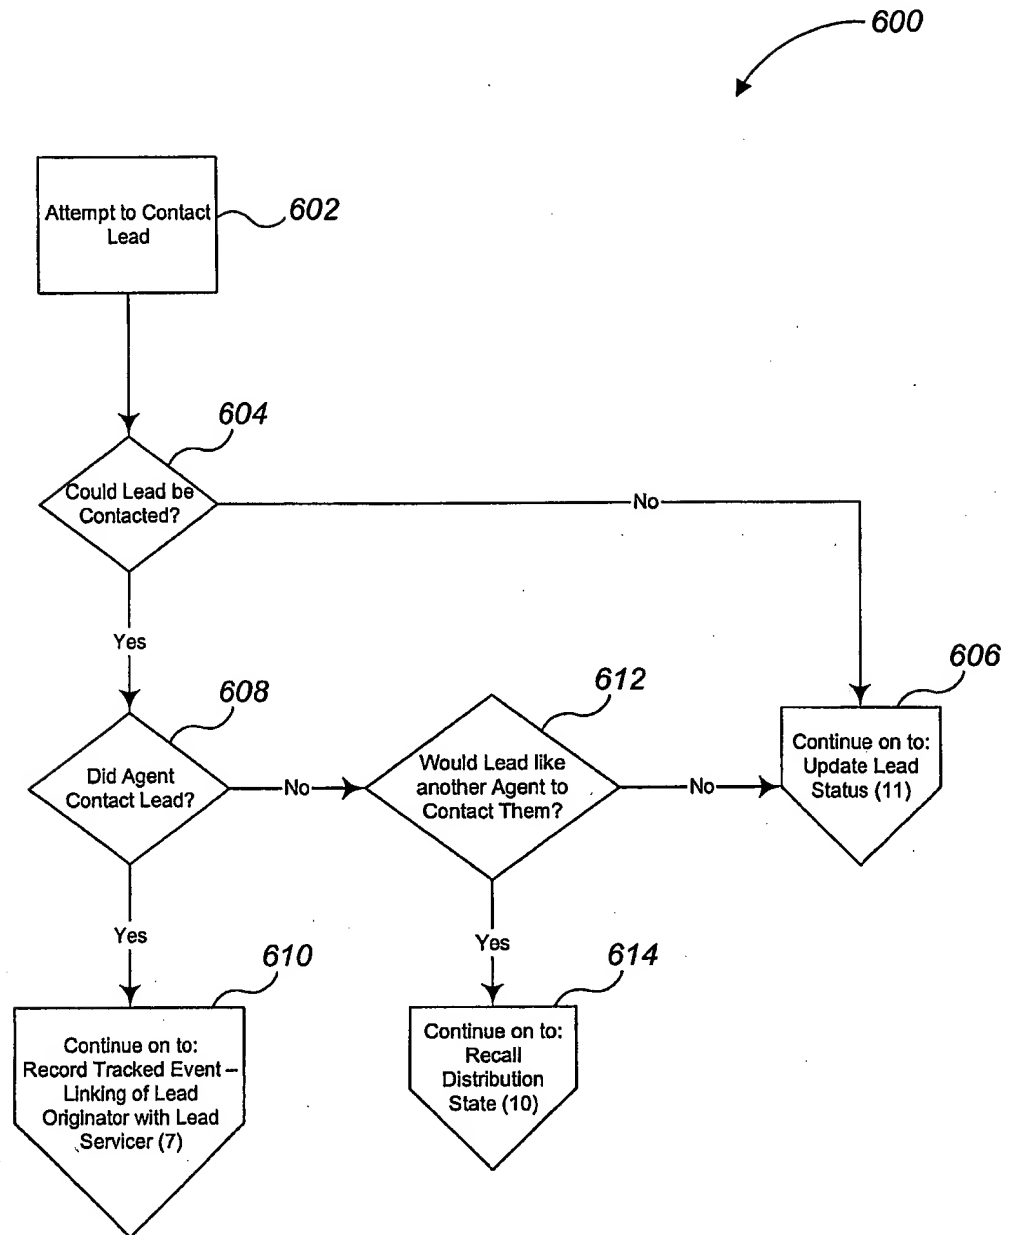 600
Attempt to Contact
Lead
602
604
Could Lead be
Contacted?
No
Yes
606
Continue on to:
Update Lead
Status (11)
608
Did Agent
Contact Lead?
No
612
Would Lead like
another Agent to
Contact Them?
No
Yes
610
Continue on to:
Record Tracked Event –
Linking of Lead
Originator with Lead
Servicer (7)
Yes
614
Continue on to:
Recall
Distribution
State (10)